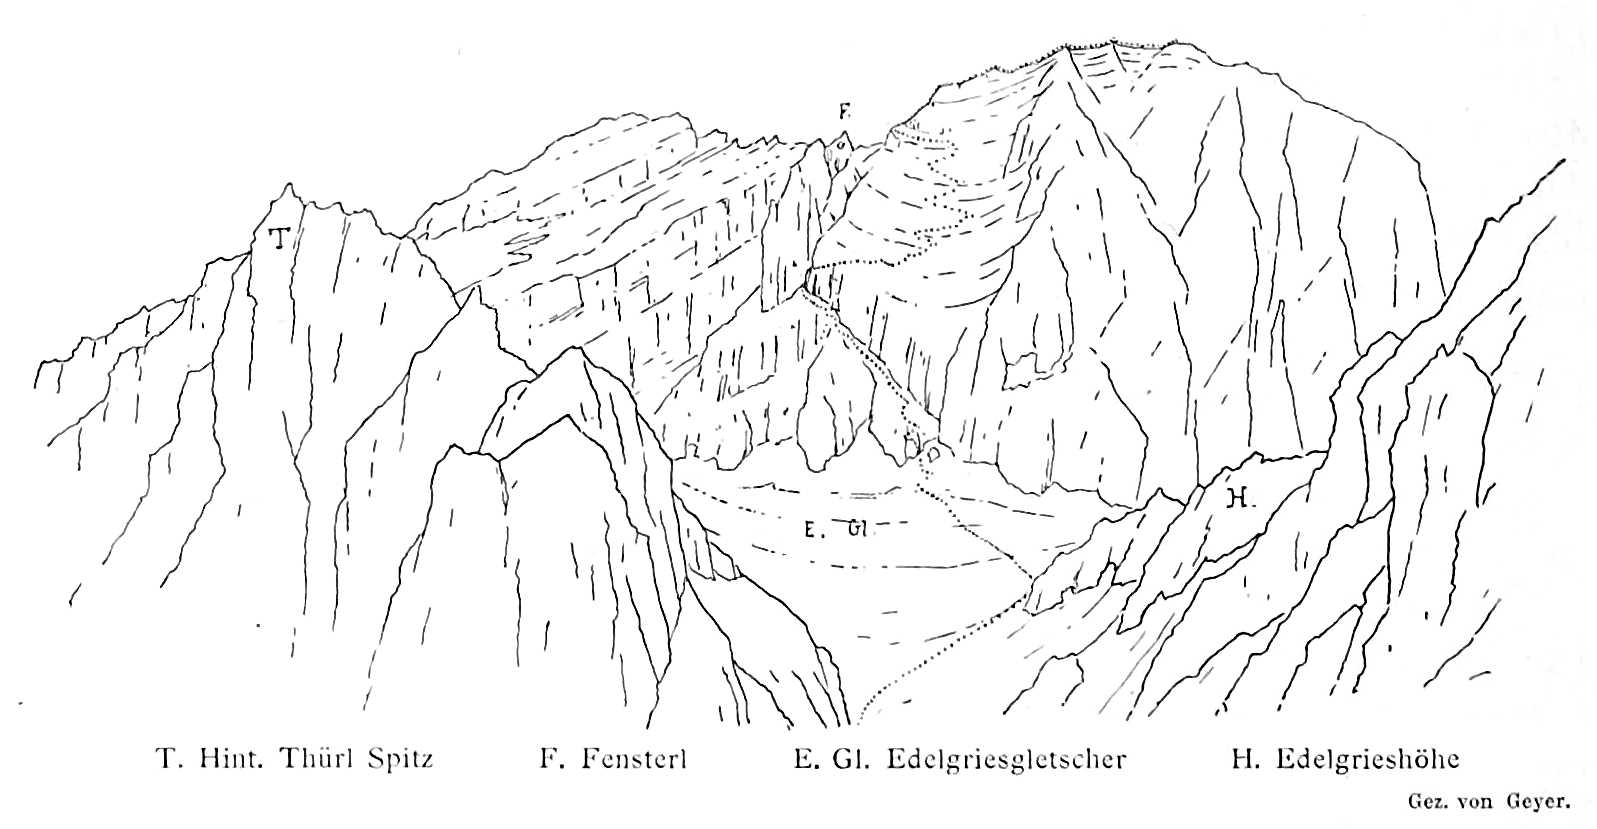 F.
T
E. Gl.
H.
T. Hint. Thürl Spitz F. Fensterl E. Gl. Edelgriesgletscher H. Edelgrieshöhe
Gez. von Geyer.